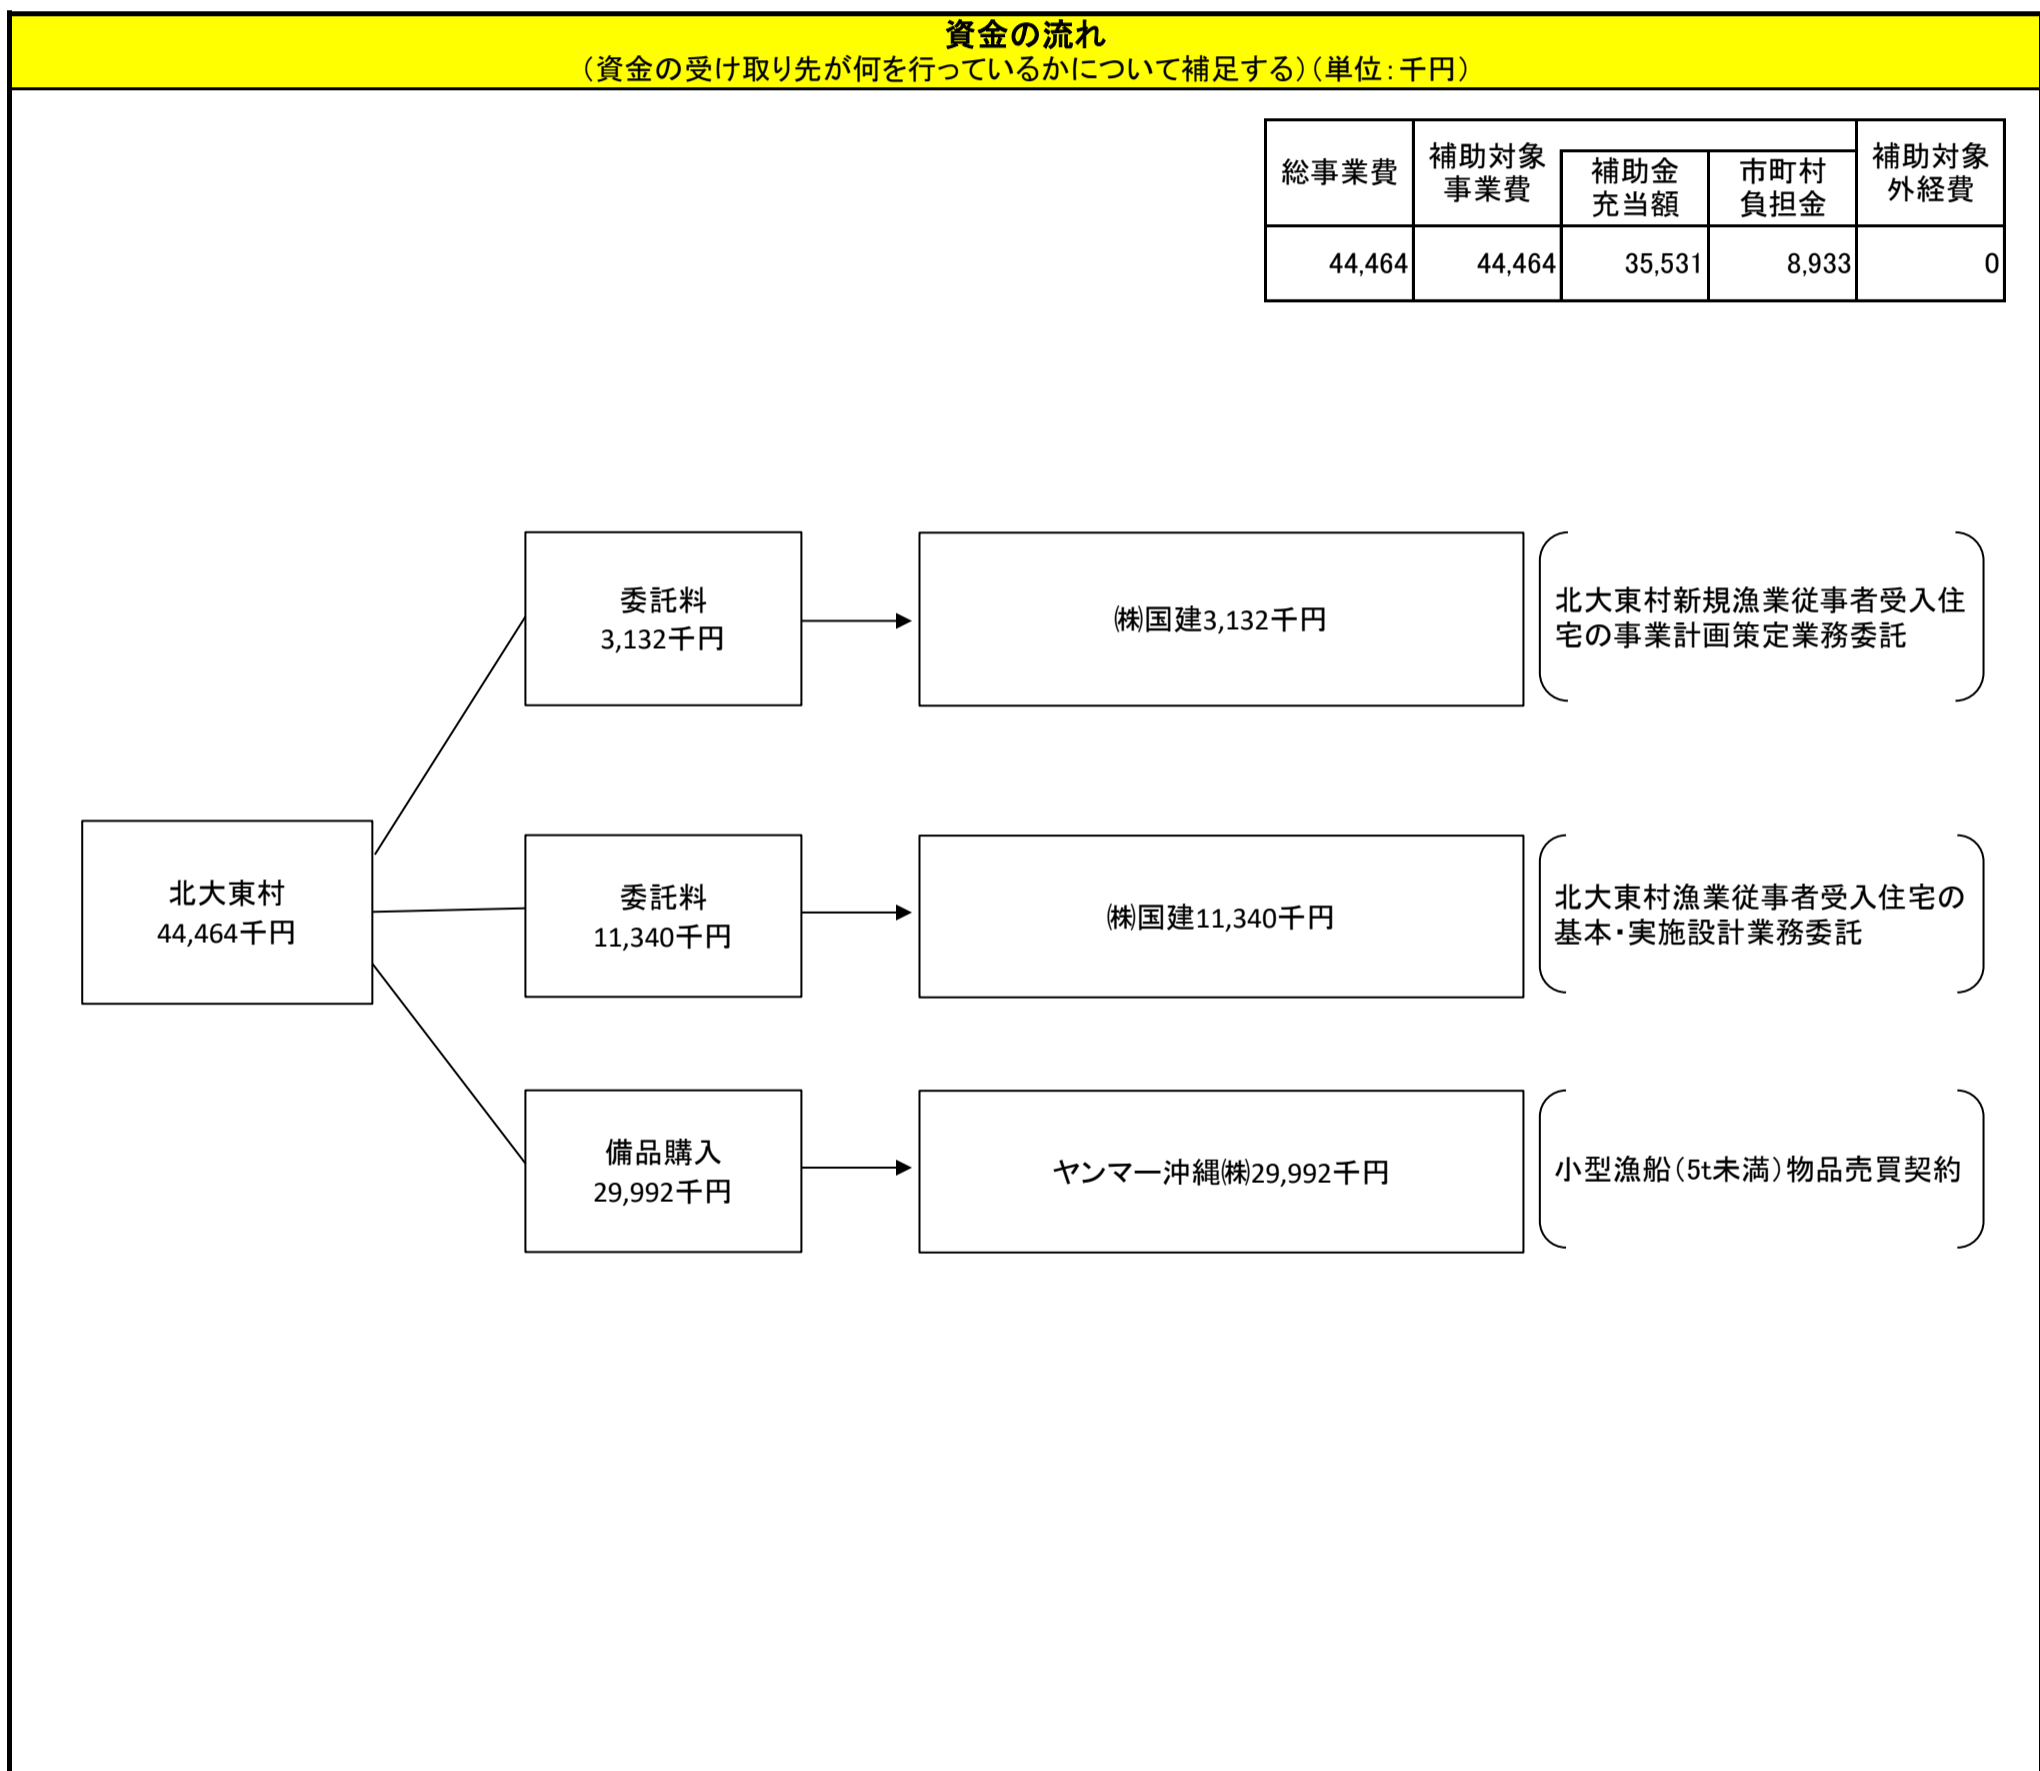 資金の流れ
（資金の受け取り先が何を行っているかについて補足する）（単位：千円）
総事業費
補助対象
事業費
補助金
充当額
市町村
負担金
補助対象
外経費
44,464
44,464
35,531
8,933
0
委託料
3,132千円
㈱国建3,132千円
北大東村新規漁業従事者受入住
宅の事業計画策定業務委託
北大東村
44,464千円
委託料
11,340千円
㈱国建11,340千円
北大東村漁業従事者受入住宅の
基本・実施設計業務委託
備品購入
29,992千円
ヤンマー沖縄㈱29,992千円
小型漁船（5t未満）物品売買契約